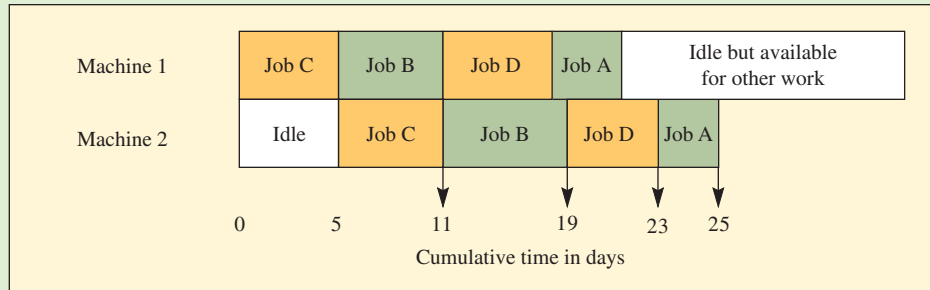 Machine 1
Job C
Job B
Job D
Job A
Idle but available
for other work
Machine 2
Idle
Job C
Job B
Job D
Job A
0 5 11 19 23 25
Cumulative time in days